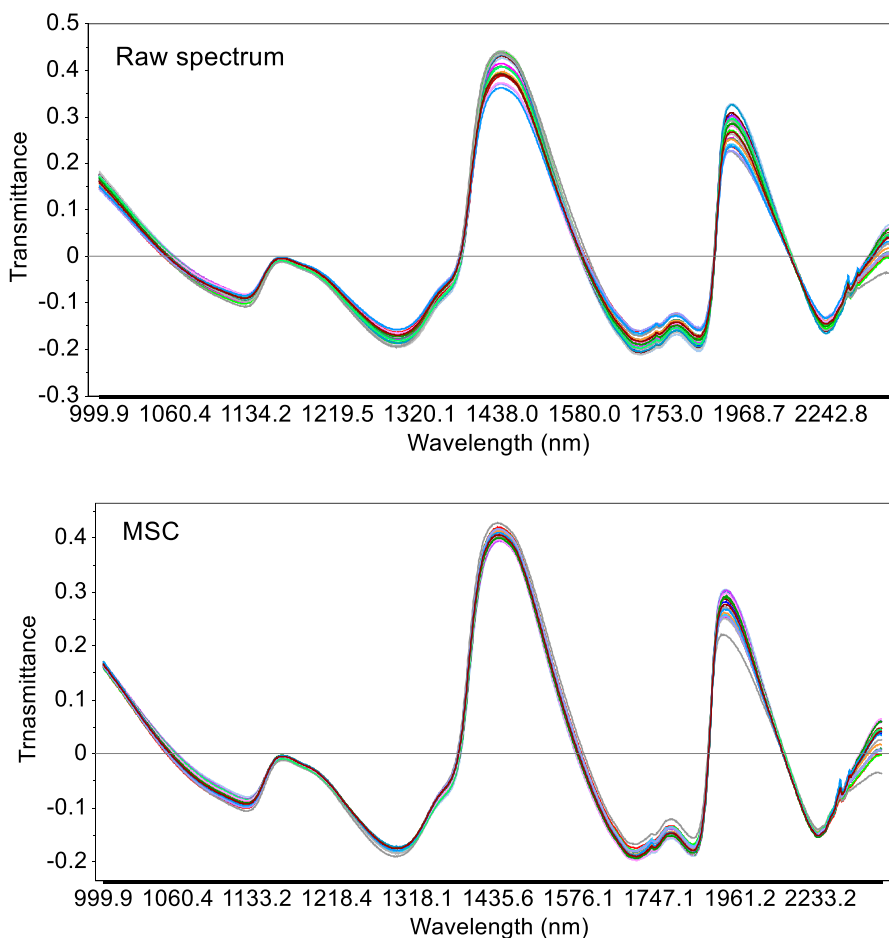 Raw spectrum
Transmittance
0.5
0.4
0.3
0.2
0.1
0
-0.1
-0.2
-0.3
999.9 1060.4 1134.2 1219.5 1320.1 1438.0 1580.0 1753.0 1968.7 2242.8
Wavelength (nm)
MSC
Trnasmittance
0.4
0.3
0.2
0.1
0
-0.1
-0.2
999.9 1060.4 1133.2 1218.4 1318.1 1435.6 1576.1 1747.1 1961.2 2233.2
Wavelength (nm)